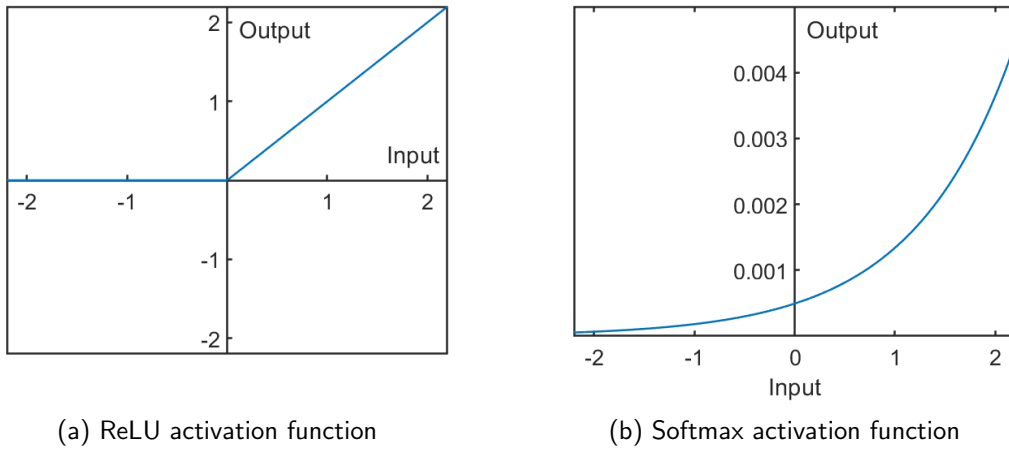 2
Output
1
Input
-2
-1
1
2
-1
-2
(a) ReLU activation function
Output
0.004
0.003
0.002
0.001
-2
-1
0
1
2
Input
(b) Softmax activation function